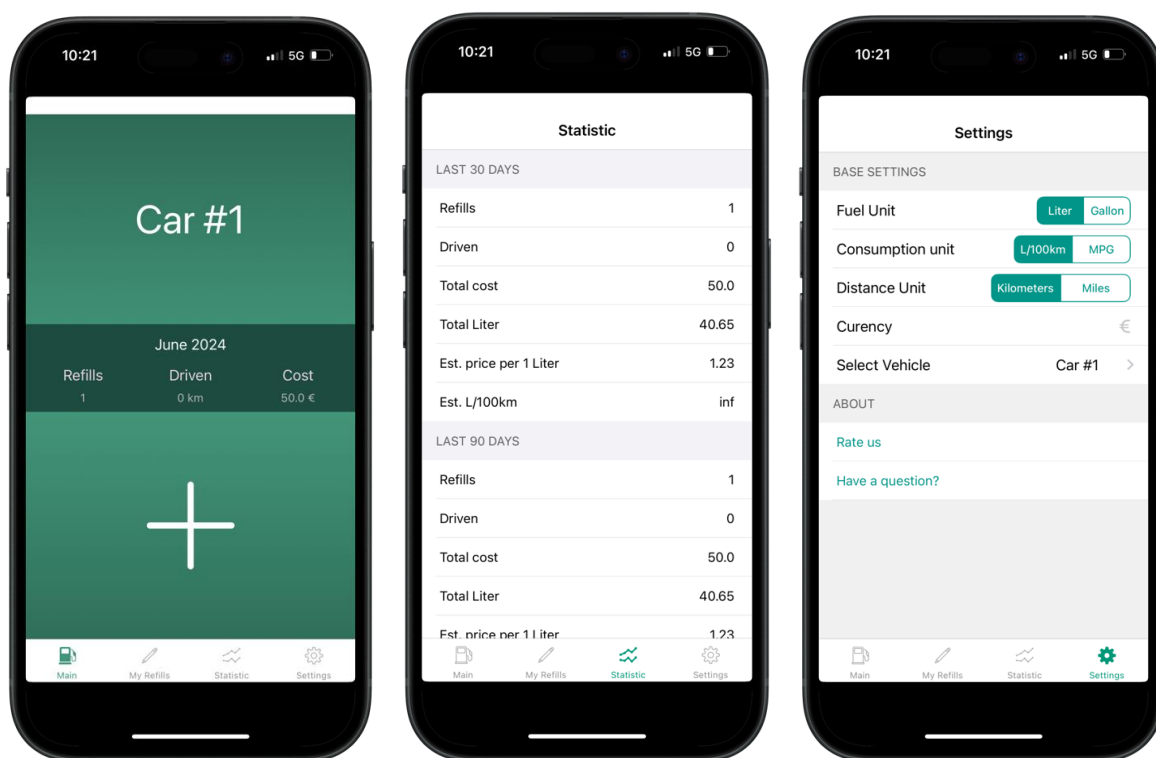 10:21
5G
Car #1
June 2024
Refills Driven Cost
1 0 km 50.0 €
Main My Refills Statistic Settings
10:21
5G
Statistic
LAST 30 DAYS
Refills 1
Driven 0
Total cost 50.0
Total Liter 40.65
Est. price per 1 Liter 1.23
Est. L/100km inf
LAST 90 DAYS
Refills 1
Driven 0
Total cost 50.0
Total Liter 40.65
Est. price per 1 Liter 1.23
Main My Refills Statistic Settings
10:21
5G
Settings
BASE SETTINGS
Fuel Unit Liter Gallon
Consumption unit L/100km MPG
Distance Unit Kilometers Miles
Curency €
Select Vehicle Car #1
ABOUT
Rate us
Have a question?
Main My Refills Statistic Settings